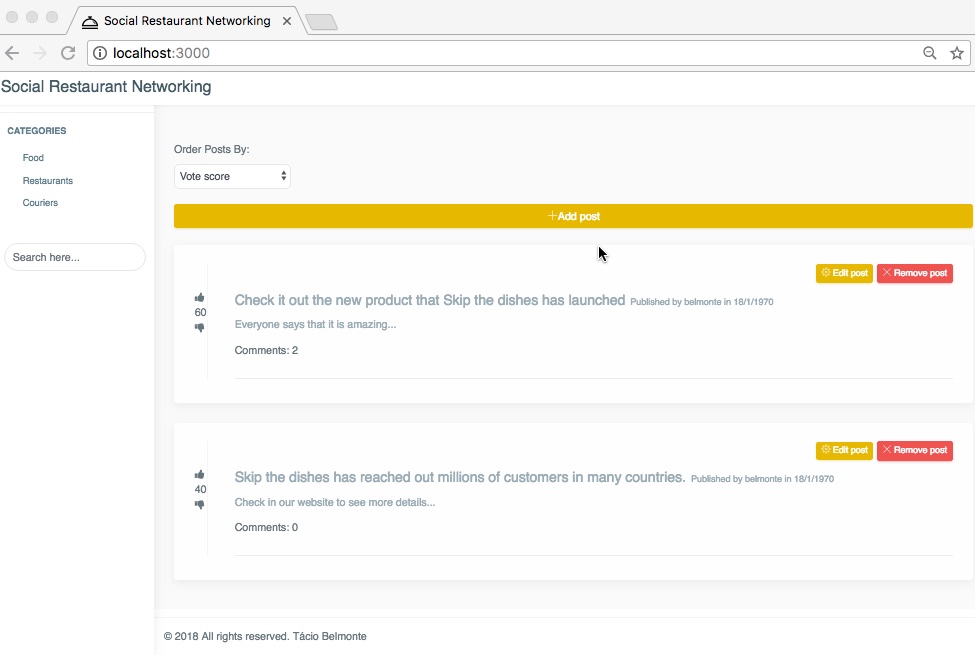 Social Restaurant Networking
localhost:3000
Social Restaurant Networking
CATEGORIES
Food
Restaurants
Couriers
Search here...
Order Posts By:
Vote score
Add post
Edit post Remove post
Check it out the new product that Skip the dishes has launched Published by belmonte in 18/1/1970
60
Everyone says that it is amazing...
Comments: 2
Edit post Remove post
Skip the dishes has reached out millions of customers in many countries. Published by belmonte in 18/1/1970
40
Check in our website to see more details...
Comments: 0
© 2018 All rights reserved. Tácio Belmonte